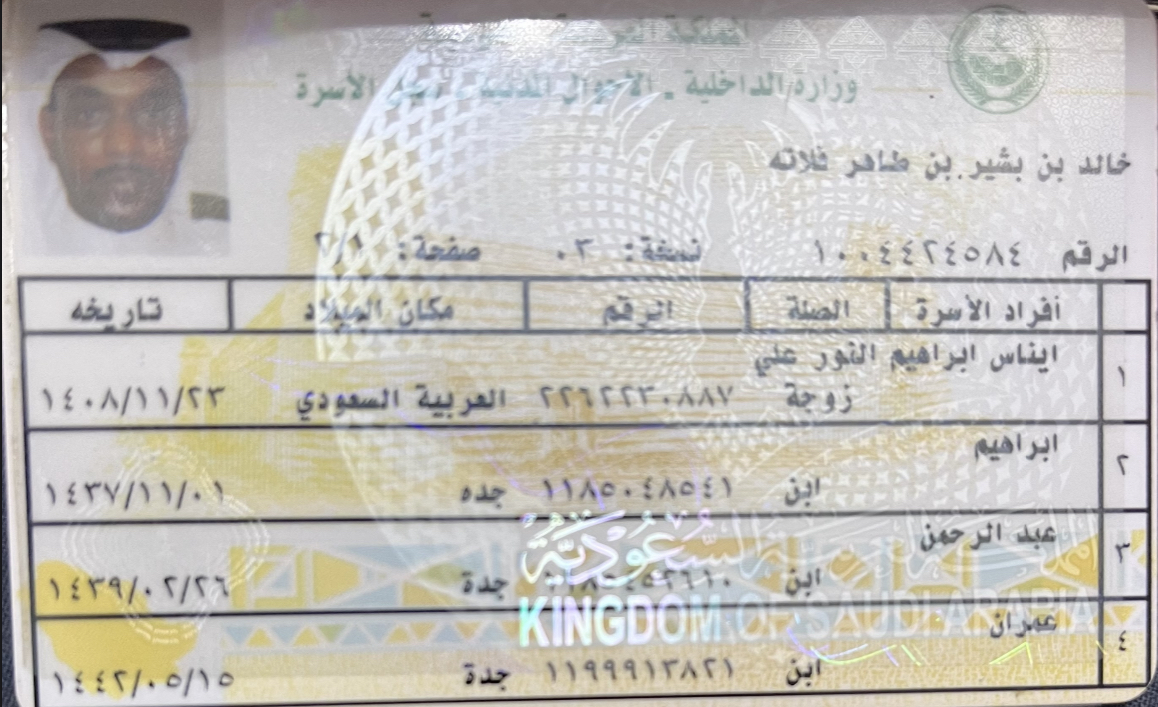 المملكة العربية
وزارة الداخلية . الأحوال المدنية . سجل الأسرة
خالد بن بشير بن طاهر فلاته
الرقم ١٠٠٤٤٢٤٥٨٤ نسخة: ٠٣ صفحة: ٢/١
أفراد الأسرة الصلة الرقم مكان الميلاد تاريخه
١ ايناس ابراهيم النور علي
زوجة ٢٢٦٢٢٣٠٨٨٧ العربية السعودي ١٤٠٨/١١/٢٣
٢ ابراهيم
ابن ١١٨٥٠٤٨٥٤١ جده ١٤٣٧/١١/٠١
٣ عبد الرحمن
ابن جدة ١٤٣٩/٠٢/٢٦
السعودية
KINGDOM OF SAUDI ARABIA
٤ عمران
ابن ١١٩٩٩١٣٨٢١ جدة ١٤٤٢/٠٥/١٥